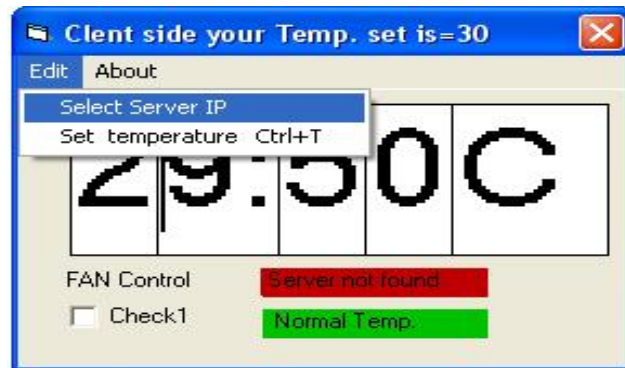 Clent side your Temp. set is=30
Edit About
Select Server IP
Set temperature Ctrl+T
29:50C
FAN Control Server not found
Check1 Normal Temp.